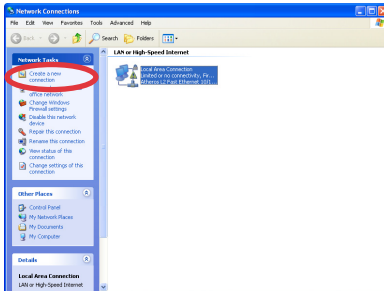 Network Connections
File Edit View Favorites Tools Advanced Help
Back Search Folders
LAN or High-Speed Internet
Network Tasks
Create a new
connection
office network
Change Windows
Firewall settings
Disable this network
device
Repair this connection
Rename this connection
View status of this
connection
Change settings of this
connection
Local Area Connection
Limited or no connectivity, Fir...
Atheros L2 Fast Ethernet 10/1...
Other Places
Control Panel
My Network Places
My Documents
My Computer
Details
Local Area Connection
LAN or High-Speed Internet